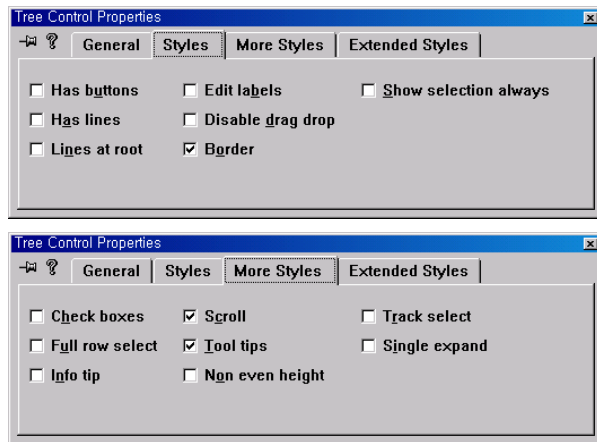 Tree Control Properties
General Styles More Styles Extended Styles
Has buttons Edit labels Show selection always
Has lines Disable drag drop
Lines at root Border
Tree Control Properties
General Styles More Styles Extended Styles
Check boxes Scroll Track select
Full row select Tool tips Single expand
Info tip Non even height